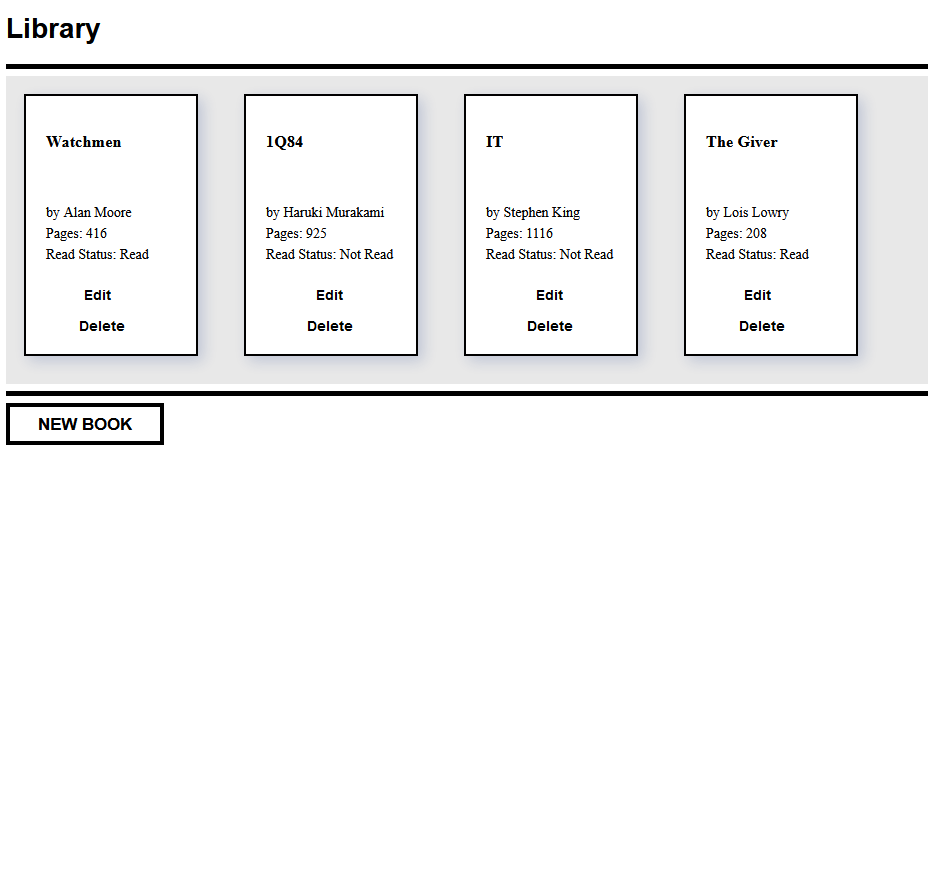 Library
Watchmen
by Alan Moore
Pages: 416
Read Status: Read
Edit
Delete
1Q84
by Haruki Murakami
Pages: 925
Read Status: Not Read
Edit
Delete
IT
by Stephen King
Pages: 1116
Read Status: Not Read
Edit
Delete
The Giver
by Lois Lowry
Pages: 208
Read Status: Read
Edit
Delete
NEW BOOK